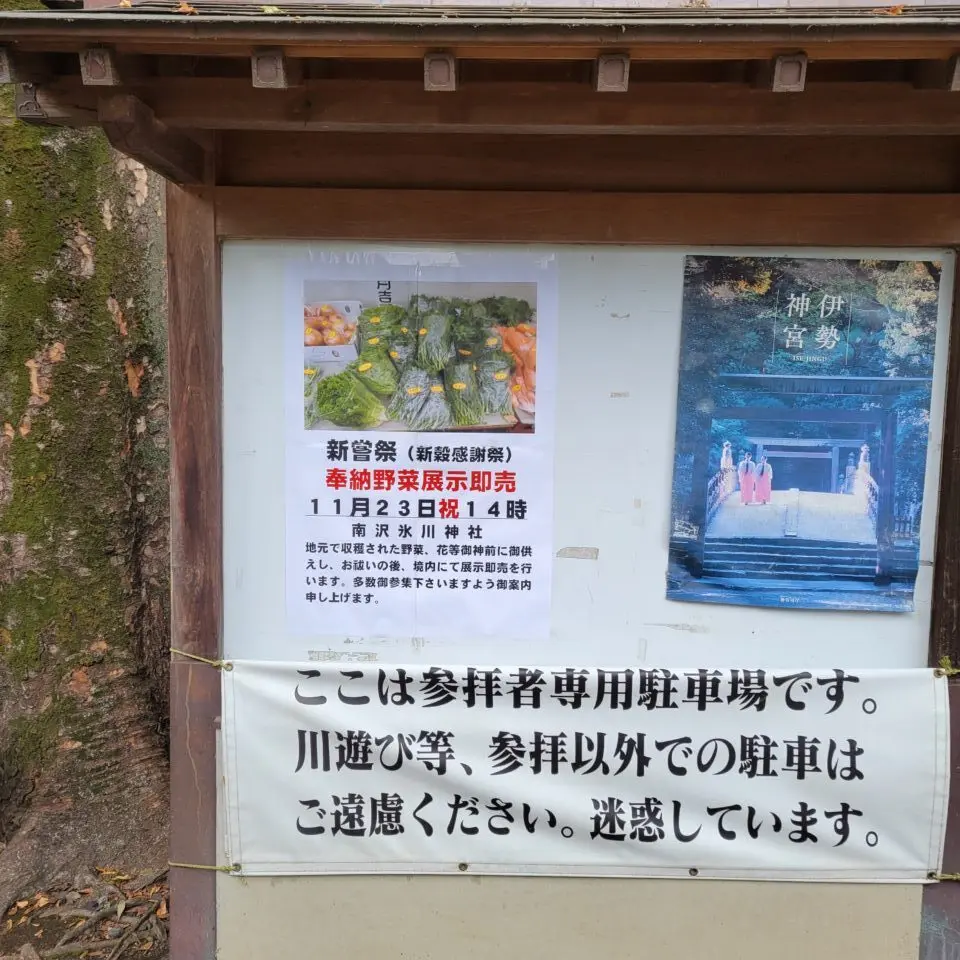 新嘗祭（新穀感謝祭）
奉納野菜展示即売
１１月２３日祝１４時
南沢氷川神社
地元で収穫された野菜、花等御神前に御供
えし、お祓いの後、境内にて展示即売を行
います。多数御参集下さいますよう御案内
申し上げます。
伊勢
神宮
ISE JINGU
ここは参拝者専用駐車場です。
川遊び等、参拝以外での駐車は
ご遠慮ください。迷惑しています。